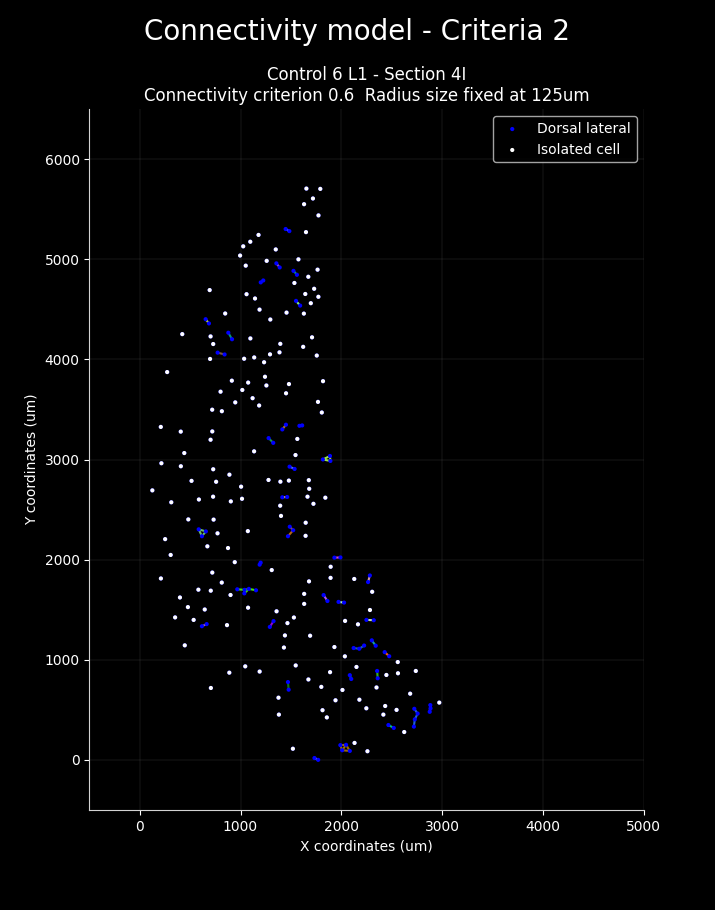 Connectivity model - Criteria 2
Control 6 L1 - Section 4I
Connectivity criterion 0.6  Radius size fixed at 125um
Dorsal lateral
Isolated cell
6000
5000
4000
3000
2000
1000
0
Y coordinates (um)
0 1000 2000 3000 4000 5000
X coordinates (um)